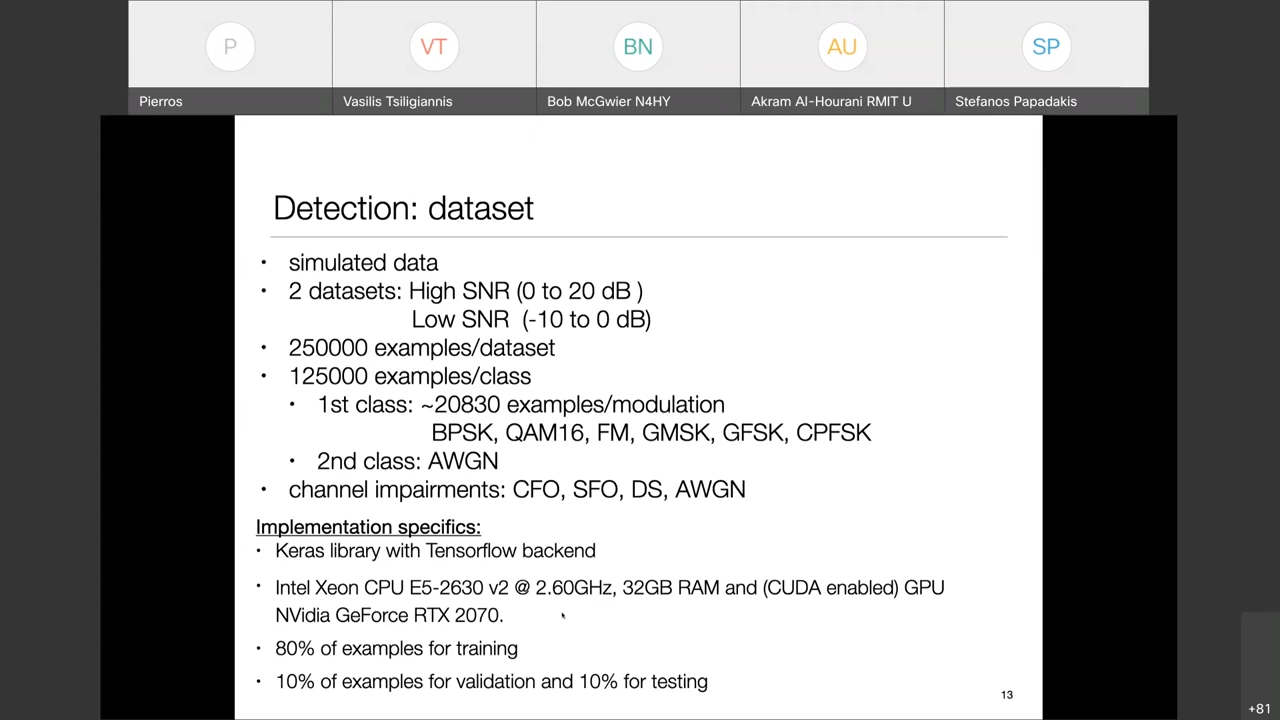 P
VT
BN
AU
SP
Pierros
Vasilis Tsiligiannis
Bob McGwier N4HY
Akram Al-Hourani RMIT U
Stefanos Papadakis
Detection: dataset
• simulated data
• 2 datasets: High SNR (0 to 20 dB )
Low SNR (-10 to 0 dB)
• 250000 examples/dataset
• 125000 examples/class
• 1st class: ~20830 examples/modulation
BPSK, QAM16, FM, GMSK, GFSK, CPFSK
• 2nd class: AWGN
• channel impairments: CFO, SFO, DS, AWGN
Implementation specifics:
• Keras library with Tensorflow backend
• Intel Xeon CPU E5-2630 v2 @ 2.60GHz, 32GB RAM and (CUDA enabled) GPU
NVidia GeForce RTX 2070.
• 80% of examples for training
• 10% of examples for validation and 10% for testing
13
+81